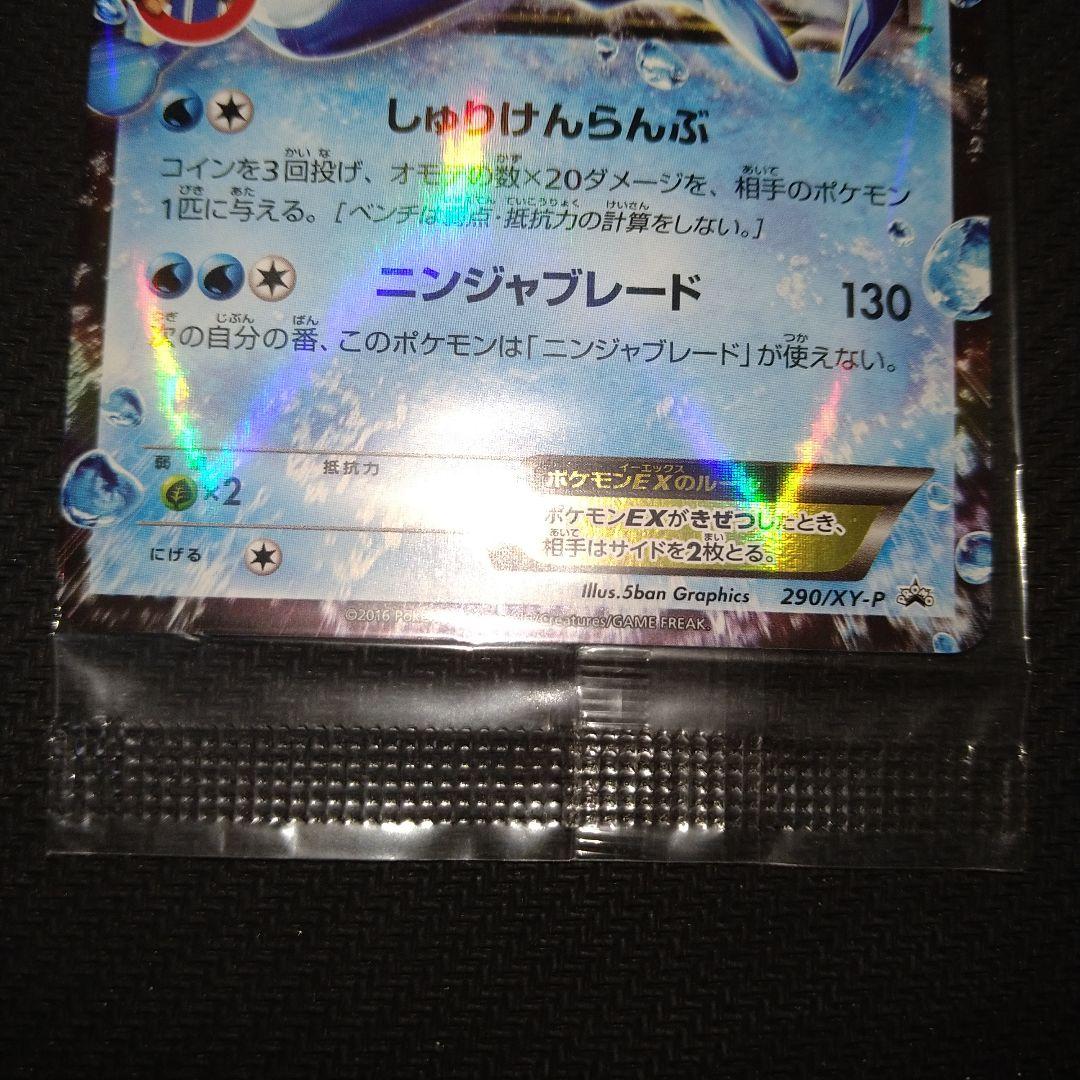 しゅりけんらんぶ
コインを3回投げ、オモテの数×20ダメージを、相手のポケモン
1匹に与える。[ベンチは弱点・抵抗力の計算をしない。]
ニンジャブレード 130
次の自分の番、このポケモンは「ニンジャブレード」が使えない。
弱 抵抗力
×2
ポケモンEXのル
ポケモンEXがきぜつしたとき、
相手はサイドを2枚とる。
にげる
Illus.5ban Graphics 290/XY-P
©2016 Poké /creatures/GAME FREAK.